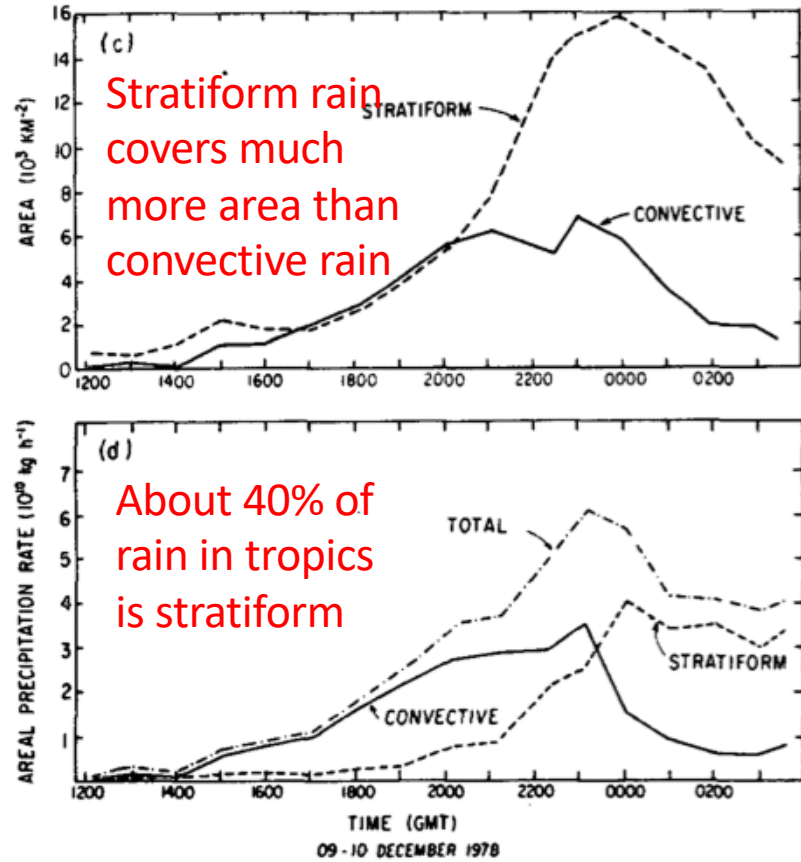 (c)
Stratiform rain
covers much
more area than
convective rain
STRATIFORM
CONVECTIVE
AREA (10³ KM⁻²)
16
14
12
10
8
6
4
2
0
1200 1400 1600 1800 2000 2200 0000 0200
(d)
About 40% of
rain in tropics
is stratiform
TOTAL
STRATIFORM
CONVECTIVE
AREAL PRECIPITATION RATE (10¹⁰ kg h⁻¹)
7
6
5
4
3
2
1
1200 1400 1600 1800 2000 2200 0000 0200
TIME (GMT)
09-10 DECEMBER 1978